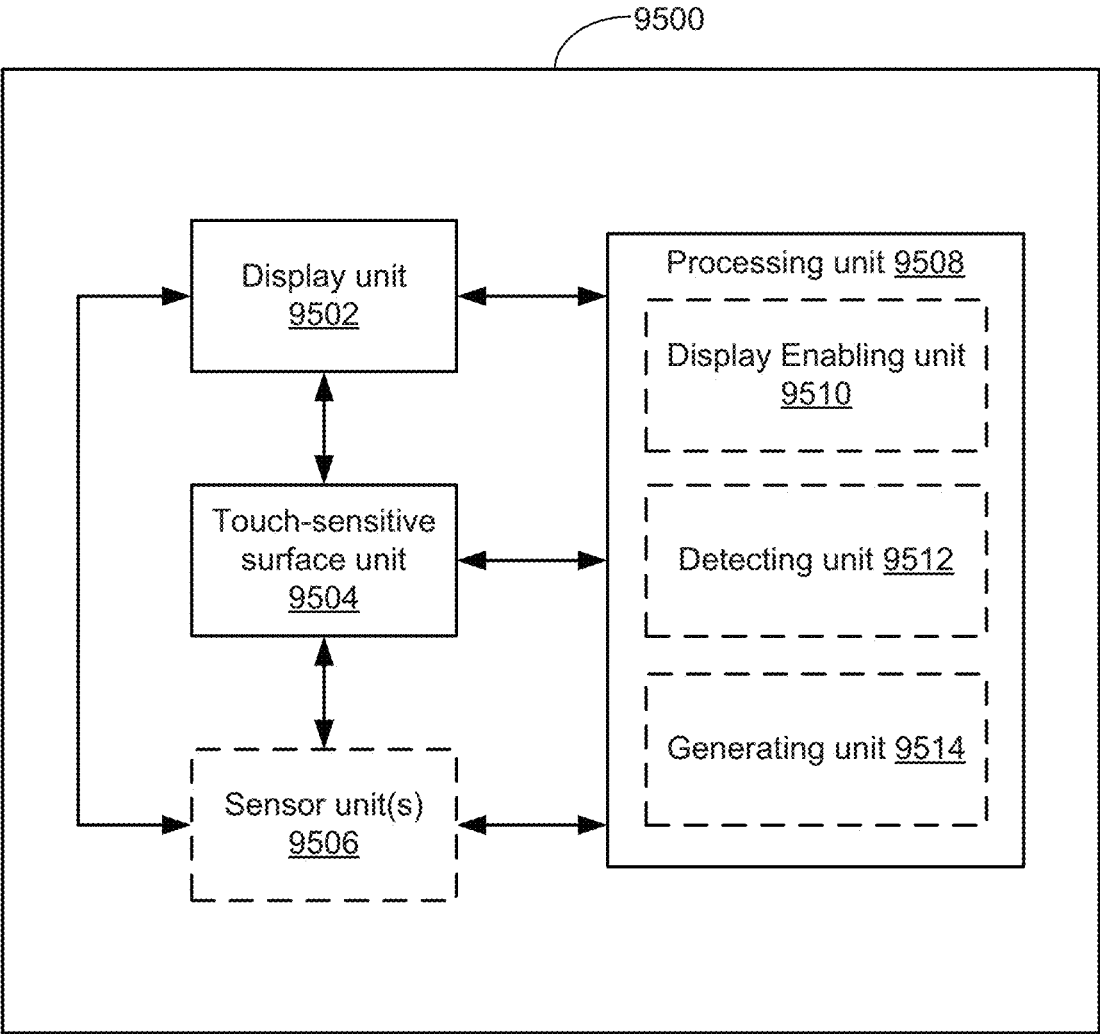 9500
Display unit
9502
Touch-sensitive
surface unit
9504
Sensor unit(s)
9506
Processing unit 9508
Display Enabling unit
9510
Detecting unit 9512
Generating unit 9514